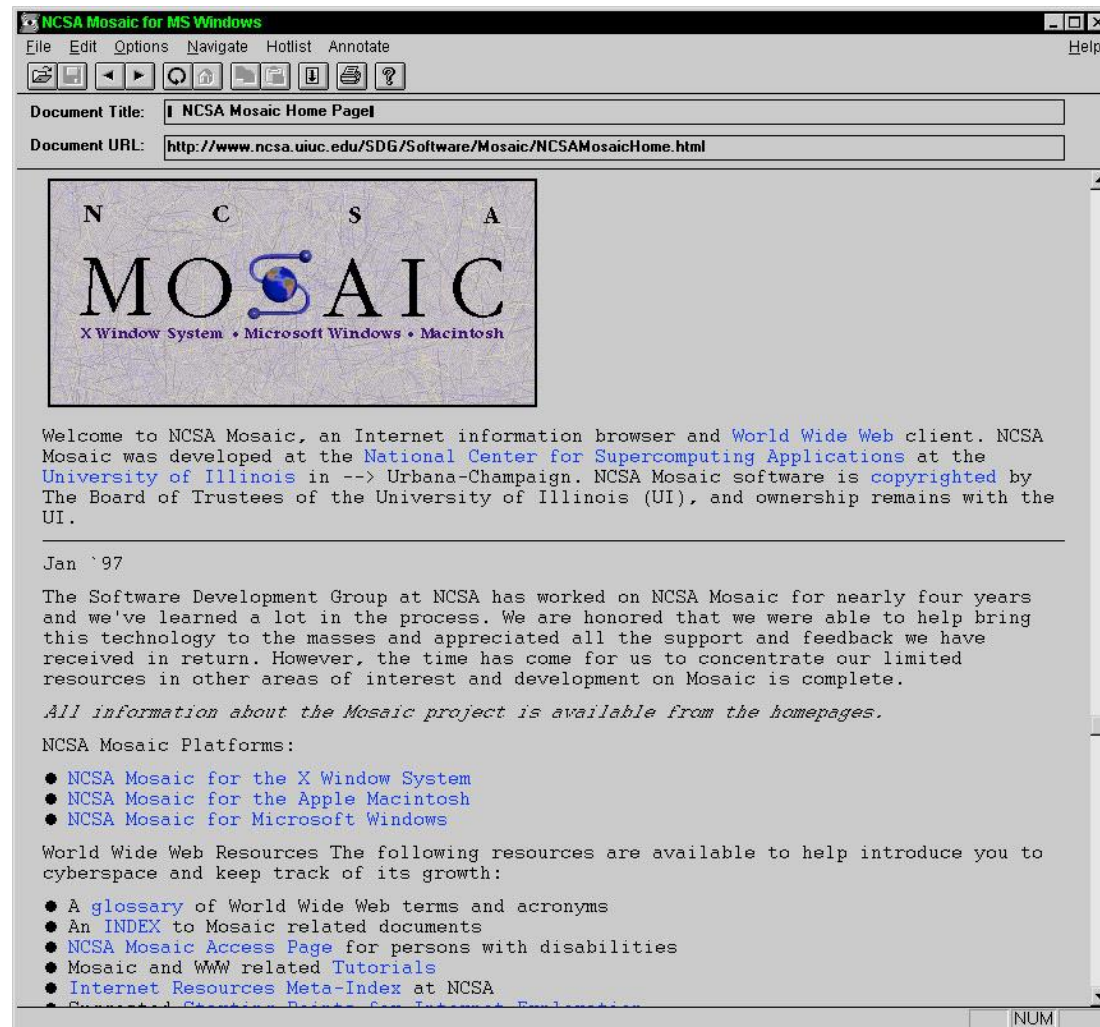 NCSA Mosaic for MS Windows
File Edit Options Navigate Hotlist Annotate Help
Document Title: NCSA Mosaic Home Page
Document URL: http://www.ncsa.uiuc.edu/SDG/Software/Mosaic/NCSAMosaicHome.html
N C S A
MOSAIC
X Window System • Microsoft Windows • Macintosh
Welcome to NCSA Mosaic, an Internet information browser and World Wide Web client. NCSA
Mosaic was developed at the National Center for Supercomputing Applications at the
University of Illinois in --> Urbana-Champaign. NCSA Mosaic software is copyrighted by
The Board of Trustees of the University of Illinois (UI), and ownership remains with the
UI.
Jan `97
The Software Development Group at NCSA has worked on NCSA Mosaic for nearly four years
and we've learned a lot in the process. We are honored that we were able to help bring
this technology to the masses and appreciated all the support and feedback we have
received in return. However, the time has come for us to concentrate our limited
resources in other areas of interest and development on Mosaic is complete.
All information about the Mosaic project is available from the homepages.
NCSA Mosaic Platforms:
● NCSA Mosaic for the X Window System
● NCSA Mosaic for the Apple Macintosh
● NCSA Mosaic for Microsoft Windows
World Wide Web Resources The following resources are available to help introduce you to
cyberspace and keep track of its growth:
● A glossary of World Wide Web terms and acronyms
● An INDEX to Mosaic related documents
● NCSA Mosaic Access Page for persons with disabilities
● Mosaic and WWW related Tutorials
● Internet Resources Meta-Index at NCSA
● Suggested Starting Points for Internet Exploration
NUM